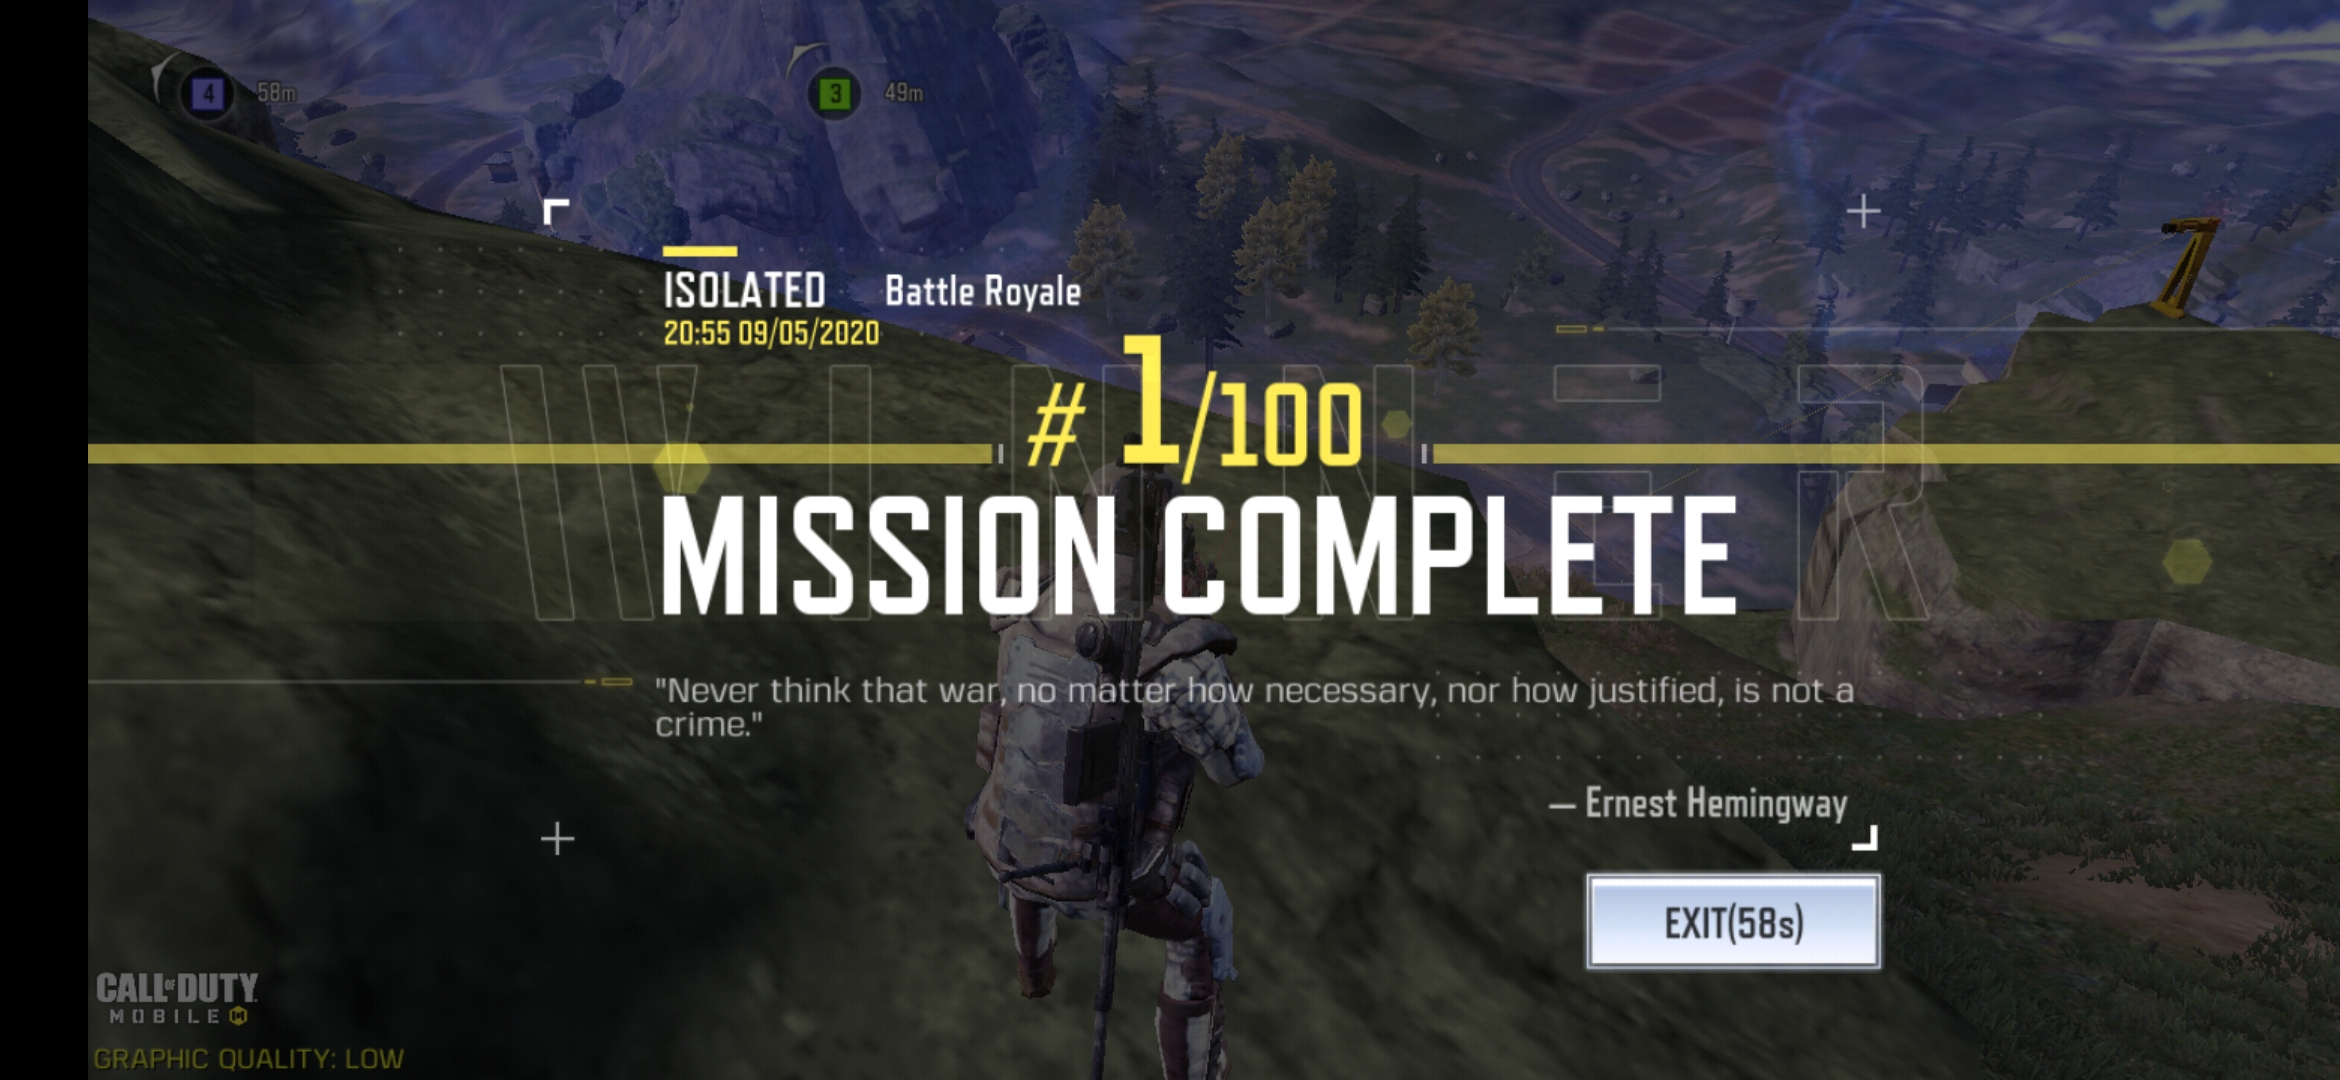 4 58m
3 49m
ISOLATED Battle Royale
20:55 09/05/2020
# 1/100
WINNER
MISSION COMPLETE
"Never think that war, no matter how necessary, nor how justified, is not a
crime."
— Ernest Hemingway
EXIT(58s)
CALL OF DUTY
MOBILE
GRAPHIC QUALITY: LOW